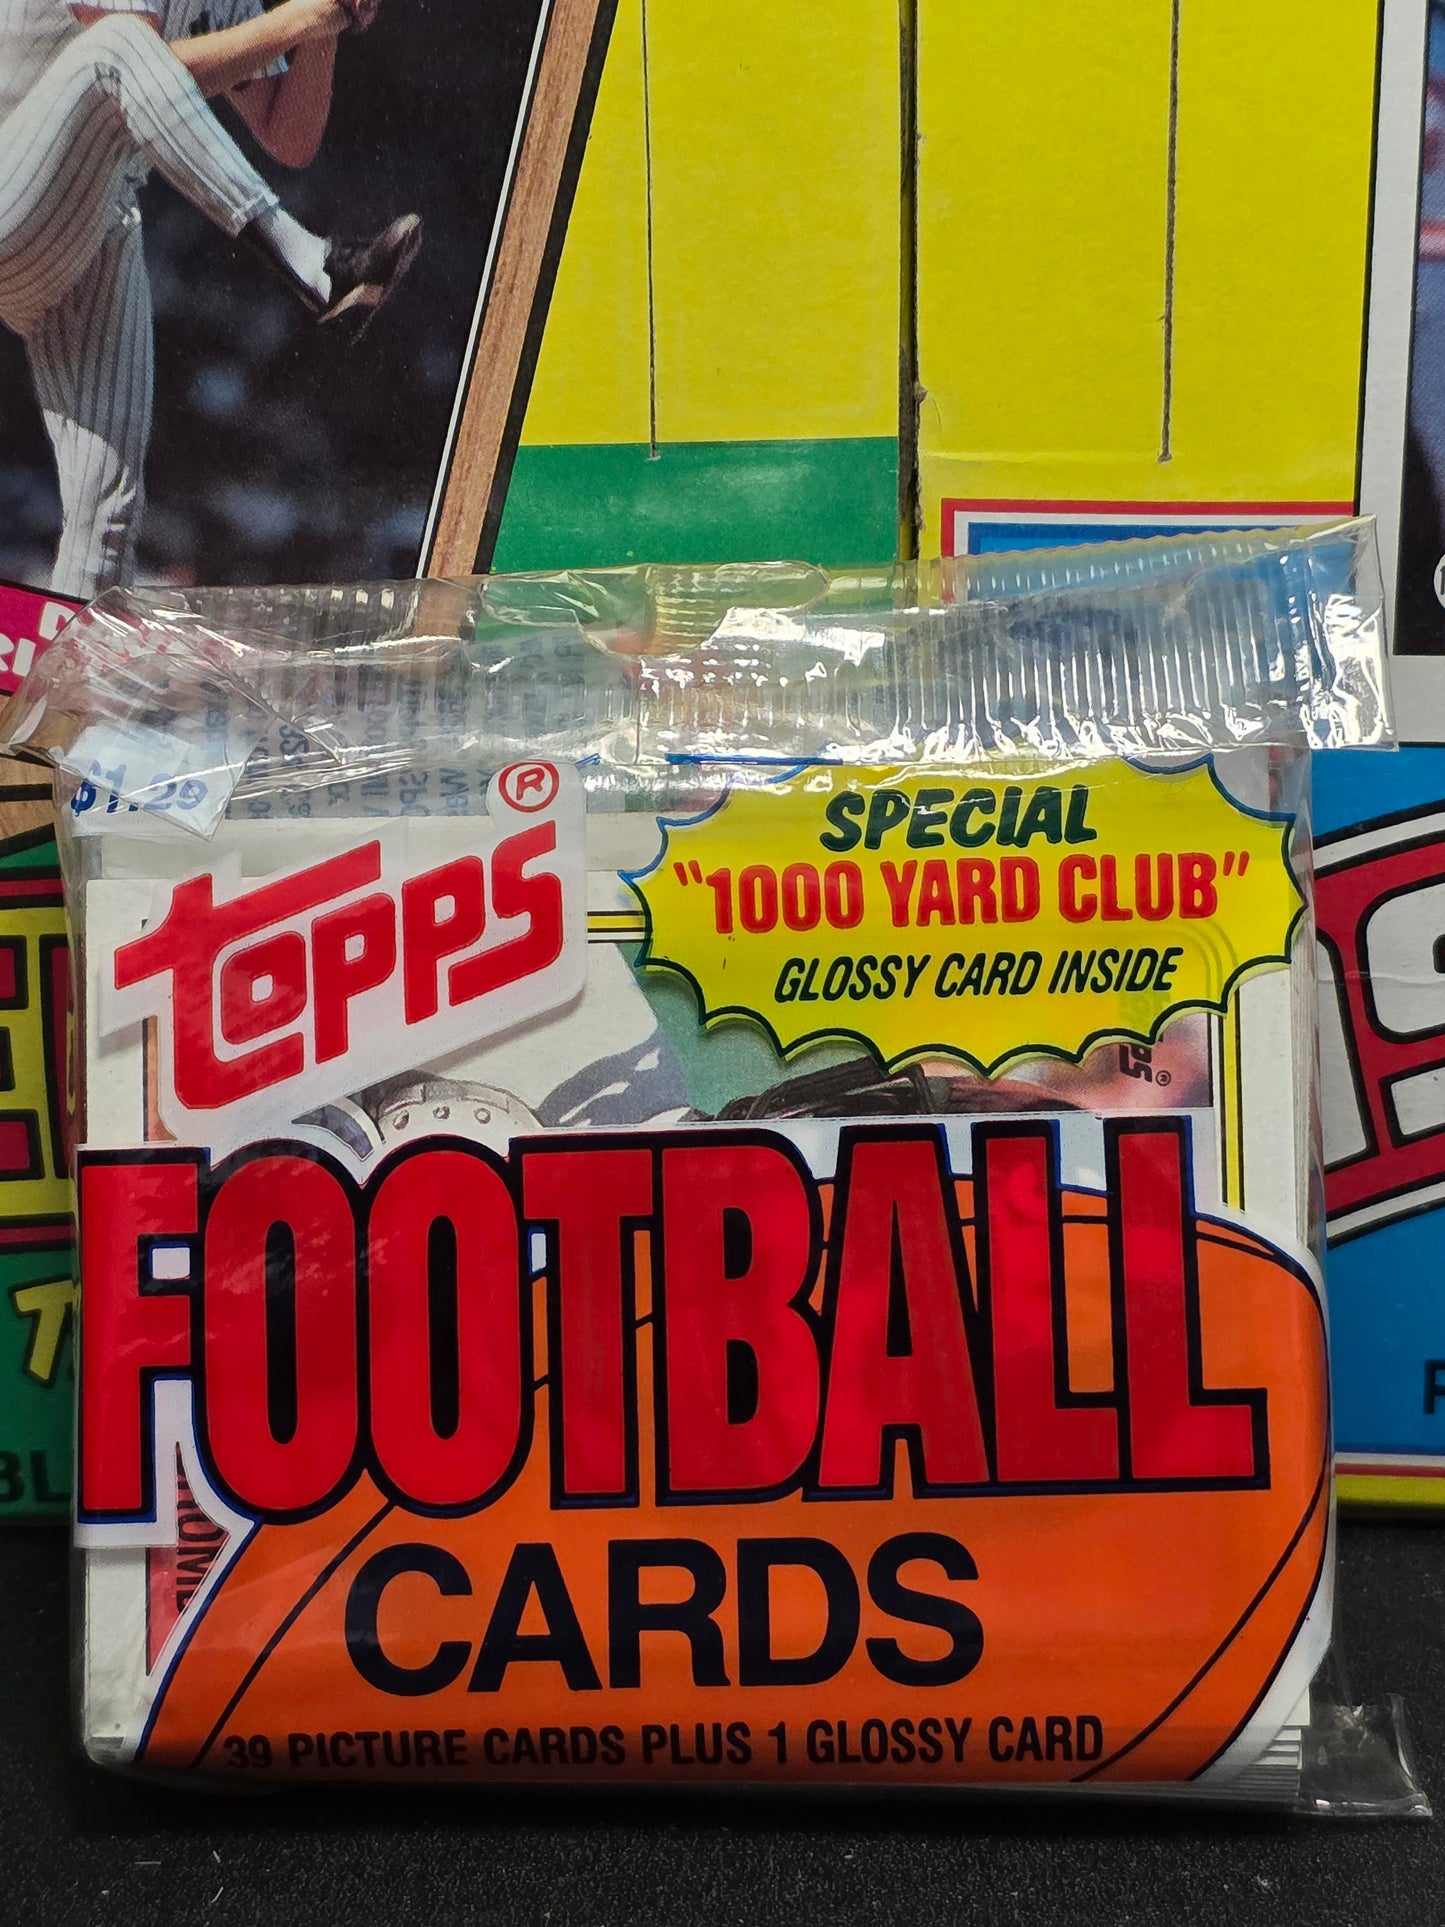 $1.29
topps®
SPECIAL
"1000 YARD CLUB"
GLOSSY CARD INSIDE
FOOTBALL
CARDS
39 PICTURE CARDS PLUS 1 GLOSSY CARD